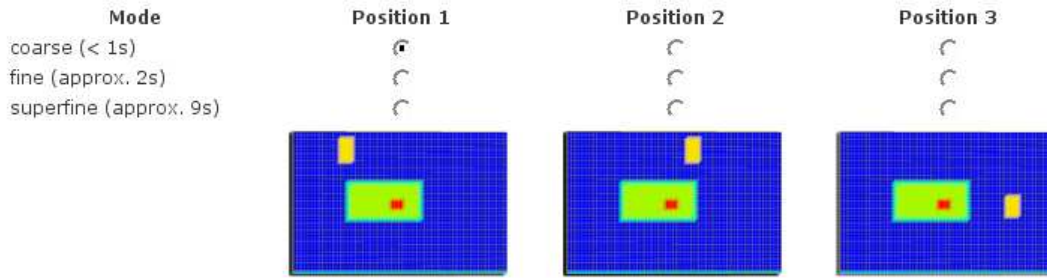 Mode Position 1 Position 2 Position 3
coarse (< 1s)
fine (approx. 2s)
superfine (approx. 9s)